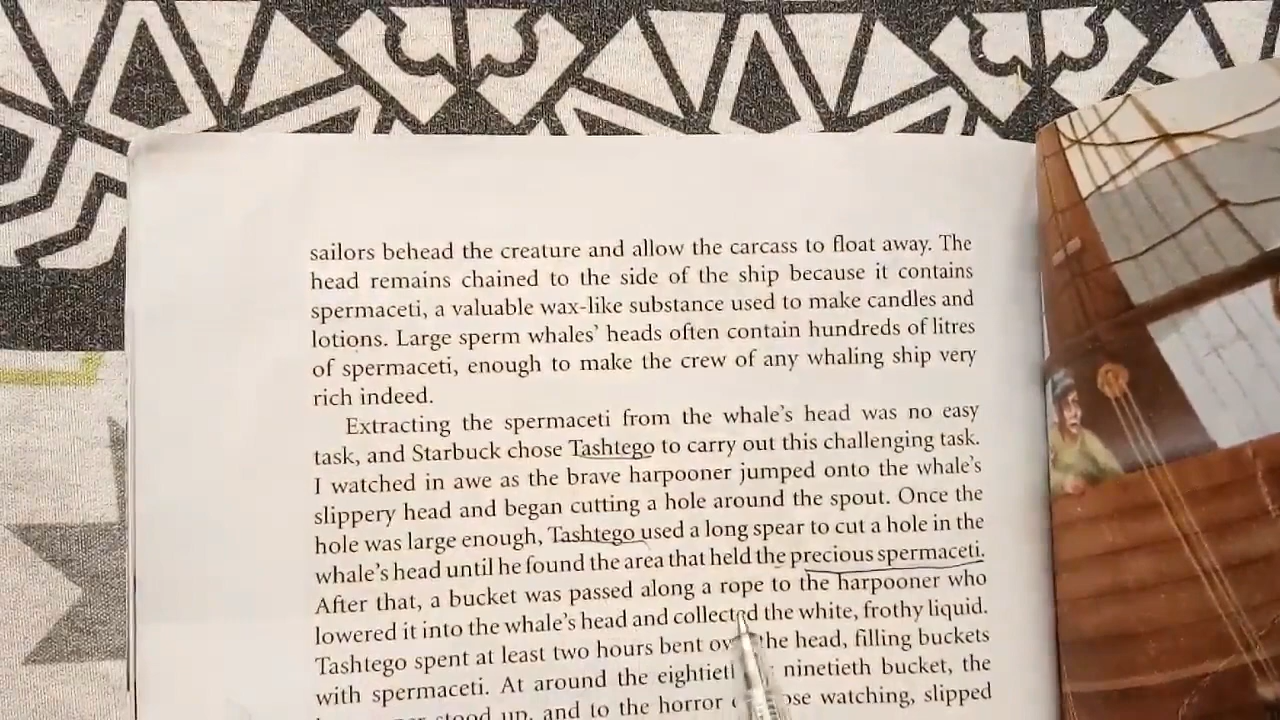 sailors behead the creature and allow the carcass to float away. The
head remains chained to the side of the ship because it contains
spermaceti, a valuable wax-like substance used to make candles and
lotions. Large sperm whales’ heads often contain hundreds of litres
of spermaceti, enough to make the crew of any whaling ship very
rich indeed.
Extracting the spermaceti from the whale’s head was no easy
task, and Starbuck chose Tashtego to carry out this challenging task.
I watched in awe as the brave harpooner jumped onto the whale’s
slippery head and began cutting a hole around the spout. Once the
hole was large enough, Tashtego used a long spear to cut a hole in the
whale’s head until he found the area that held the precious spermaceti.
After that, a bucket was passed along a rope to the harpooner who
lowered it into the whale’s head and collected the white, frothy liquid.
Tashtego spent at least two hours bent the head, filling buckets
with spermaceti. At around the ninetieth bucket, the
stood up, and to the horror watching, slipped